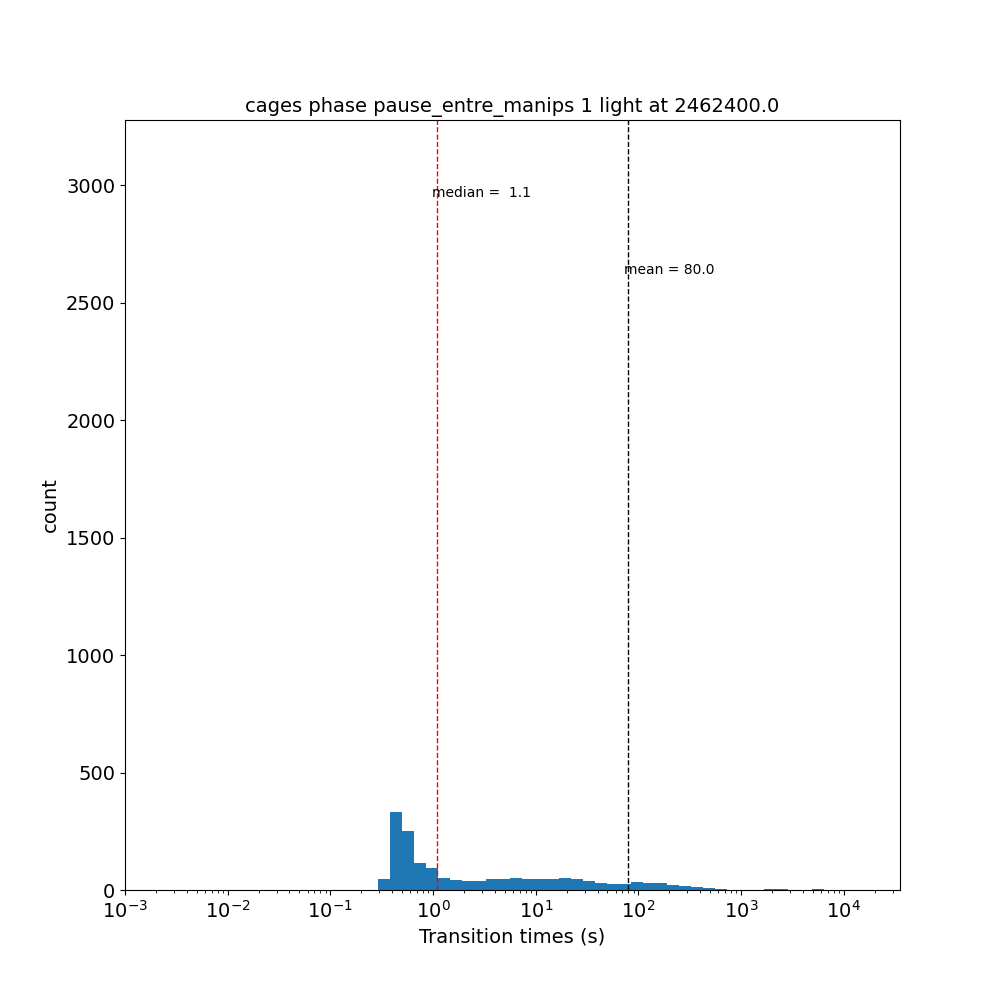 cages phase pause_entre_manips 1 light at 2462400.0
median =  1.1
mean = 80.0
3000
2500
2000
1500
1000
500
0
count
10⁻³ 10⁻² 10⁻¹ 10⁰ 10¹ 10² 10³ 10⁴
Transition times (s)